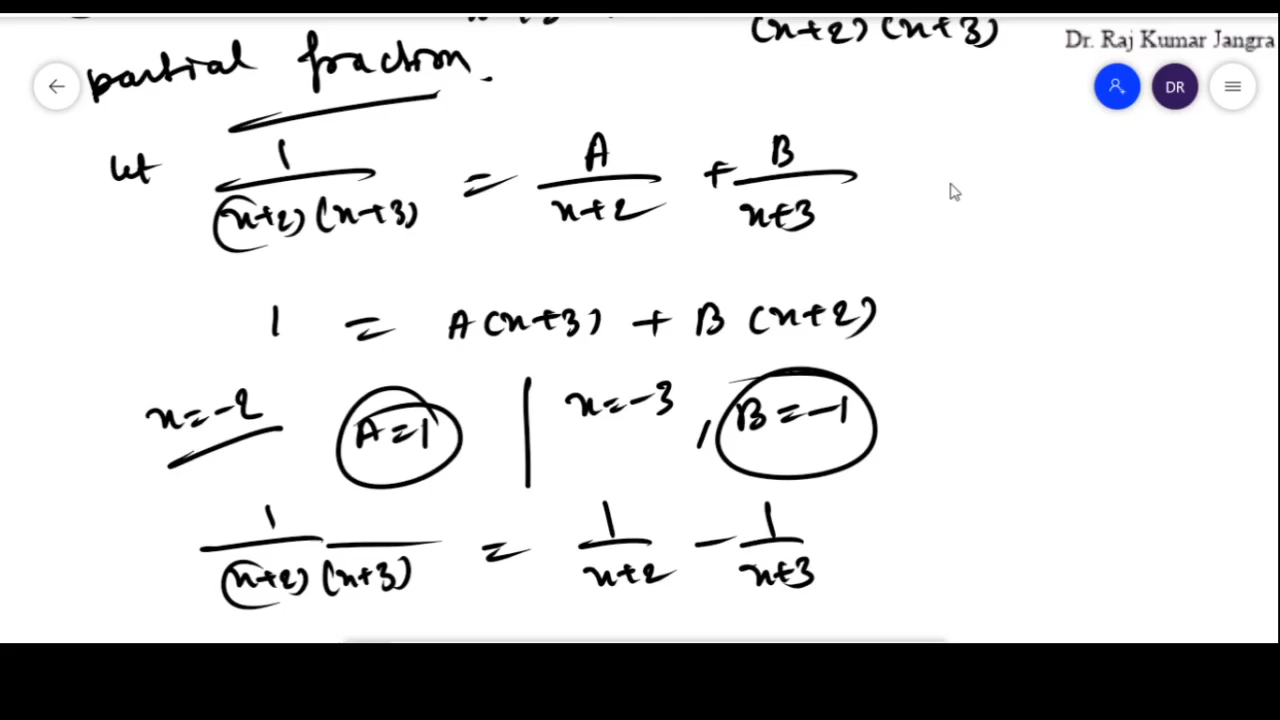 (x+2) (x+3)
Dr. Raj Kumar Jangra
partial fraction.
DR
let 1/((x+2)(x+3)) = A/(x+2) + B/(x+3)
1 = A(x+3) + B(x+2)
x=-2 A=1 | x=-3, B=-1
1/((x+2)(x+3)) = 1/(x+2) - 1/(x+3)